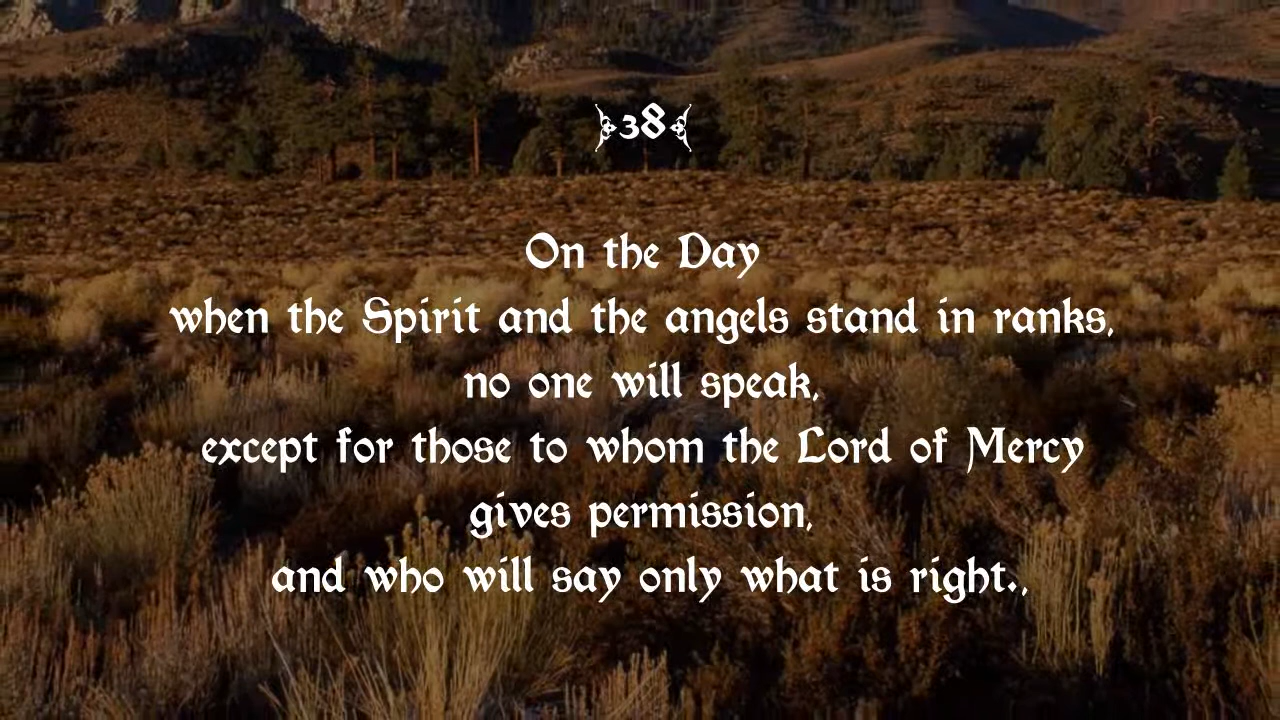 38
On the Day
when the Spirit and the angels stand in ranks,
no one will speak,
except for those to whom the Lord of Mercy
gives permission,
and who will say only what is right.,